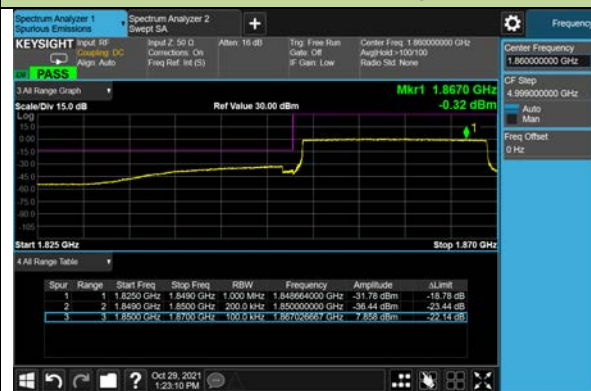 Spectrum Analyzer 1
Spurious Emissions
Spectrum Analyzer 2
Swept SA
Frequency
KEYSIGHT
Input: RF
Coupling: DC
Align: Auto
Input Z: 50 Ω
Corrections: On
Freq Ref: Int (S)
Atten: 16 dB
Trig: Free Run
Gate: Off
IF Gain: Low
Center Freq: 1.860000000 GHz
Avg|Hold:>100/100
Radio Std: None
PASS
Center Frequency
1.860000000 GHz
CF Step
4.999000000 GHz
Auto
Man
Freq Offset
0 Hz
3.All Range Graph
Mkr1 1.8670 GHz
Scale/Div 15.0 dB
Ref Value 30.00 dBm
-0.32 dBm
Log
15.0
0.00
-15.0
-30.0
-45.0
-60.0
-75.0
-90.0
-105
1
Start 1.825 GHz
Stop 1.870 GHz
4.All Range Table
Spur Range Start Freq Stop Freq RBW Frequency Amplitude ΔLimit
1 1 1.8250 GHz 1.8490 GHz 1.000 MHz 1.848664000 GHz -31.76 dBm -18.78 dB
2 2 1.8490 GHz 1.8500 GHz 200.0 kHz 1.850000000 GHz -36.44 dBm -23.44 dB
3 3 1.8500 GHz 1.8700 GHz 100.0 kHz 1.867026667 GHz 7.858 dBm -22.14 dB
?
Oct 29, 2021
1:23:10 PM